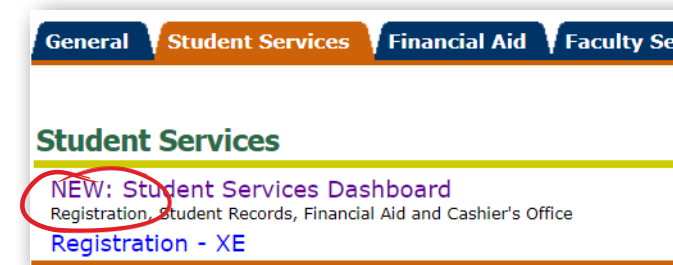 General Student Services Financial Aid Faculty Se
Student Services
NEW: Student Services Dashboard
Registration, Student Records, Financial Aid and Cashier's Office
Registration - XE